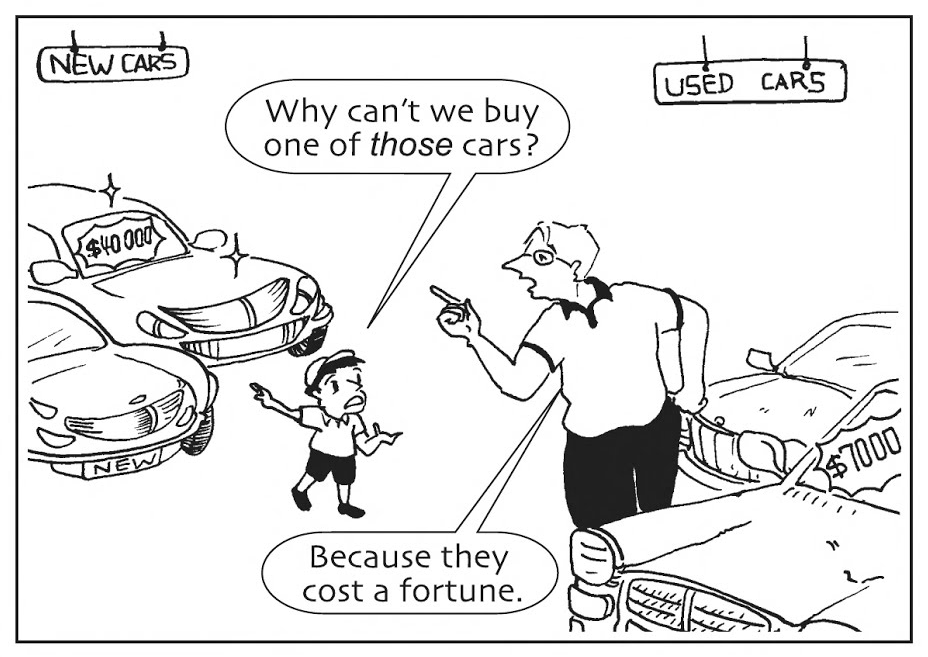 NEW CARS
USED CARS
Why can't we buy
one of those cars?
$40 000
NEW
$7000
Because they
cost a fortune.